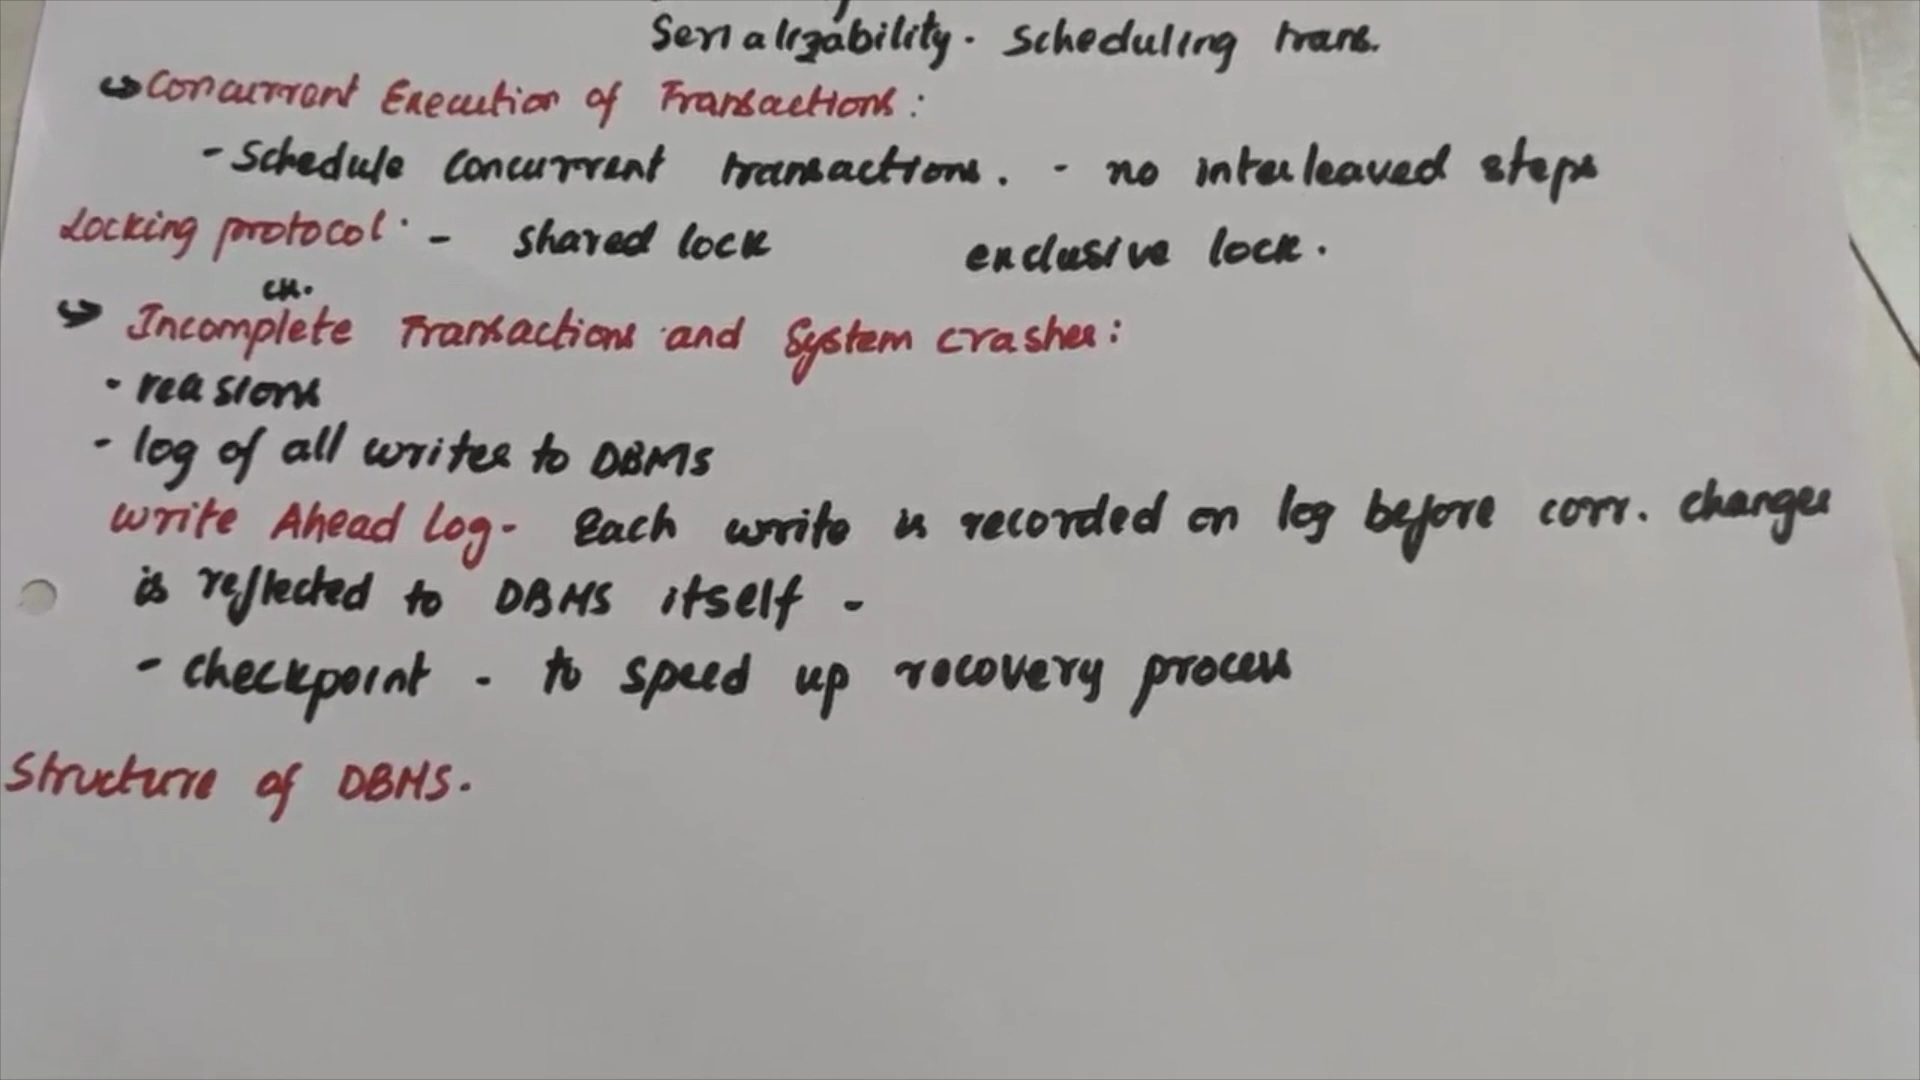 Serializability. Scheduling trans.
→ Concurrent Execution of Transactions:
- Schedule concurrent transactions. - no interleaved steps
Locking protocol. - shared lock exclusive lock.
→ Incomplete Transactions and System crashes:
- reasions
- log of all writes to DBMS
Write Ahead Log- Each write is recorded on log before corr. changes
is reflected to DBMS itself -
- checkpoint - to speed up recovery process
Structure of DBMS.